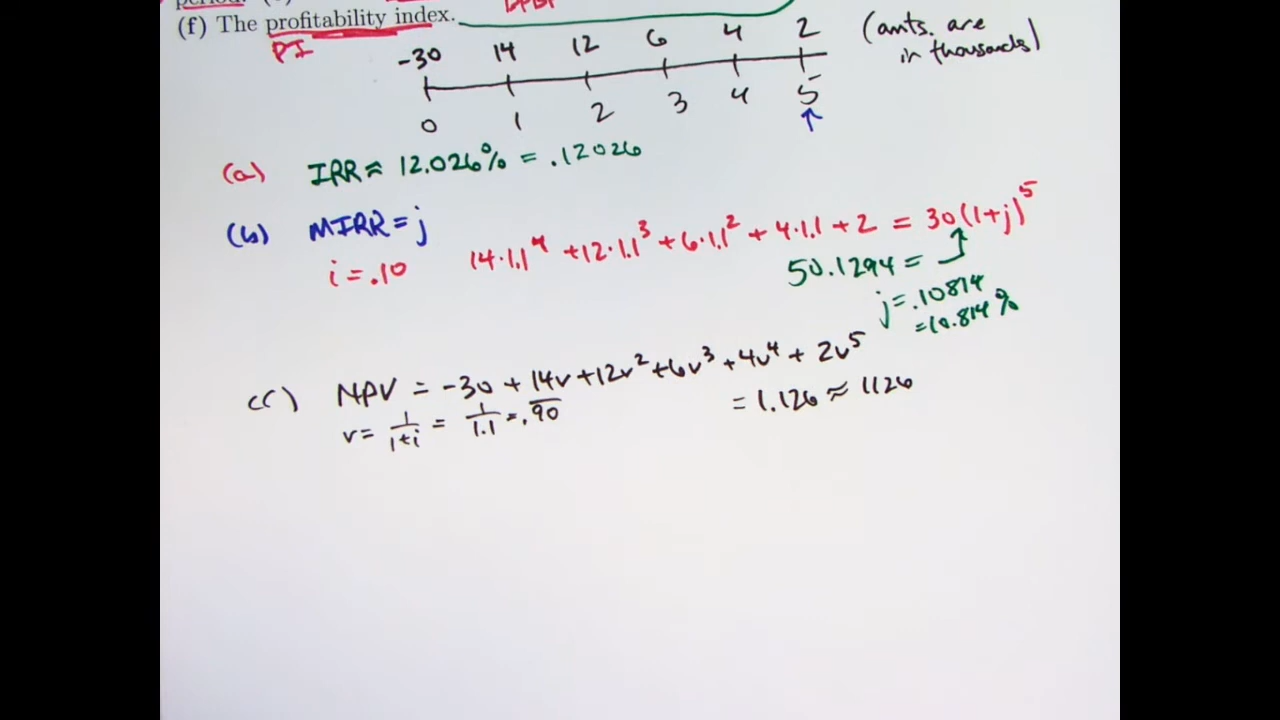 (f) The profitability index.
PI
-30 14 12 6 4 2 (amts. are in thousands)
0 1 2 3 4 5
(a) IRR ≈ 12.026% = .12026
(b) MIRR = j
i = .10 14·1.1^4 + 12·1.1^3 + 6·1.1^2 + 4·1.1 + 2 = 30(1+j)^5
50.1294 =
j = .10814
= 10.814%
(c) NPV = -30 + 14v + 12v^2 + 6v^3 + 4v^4 + 2v^5
v = 1/(1+i) = 1/1.1 = .9̅0̅
= 1.126 ≈ 1126